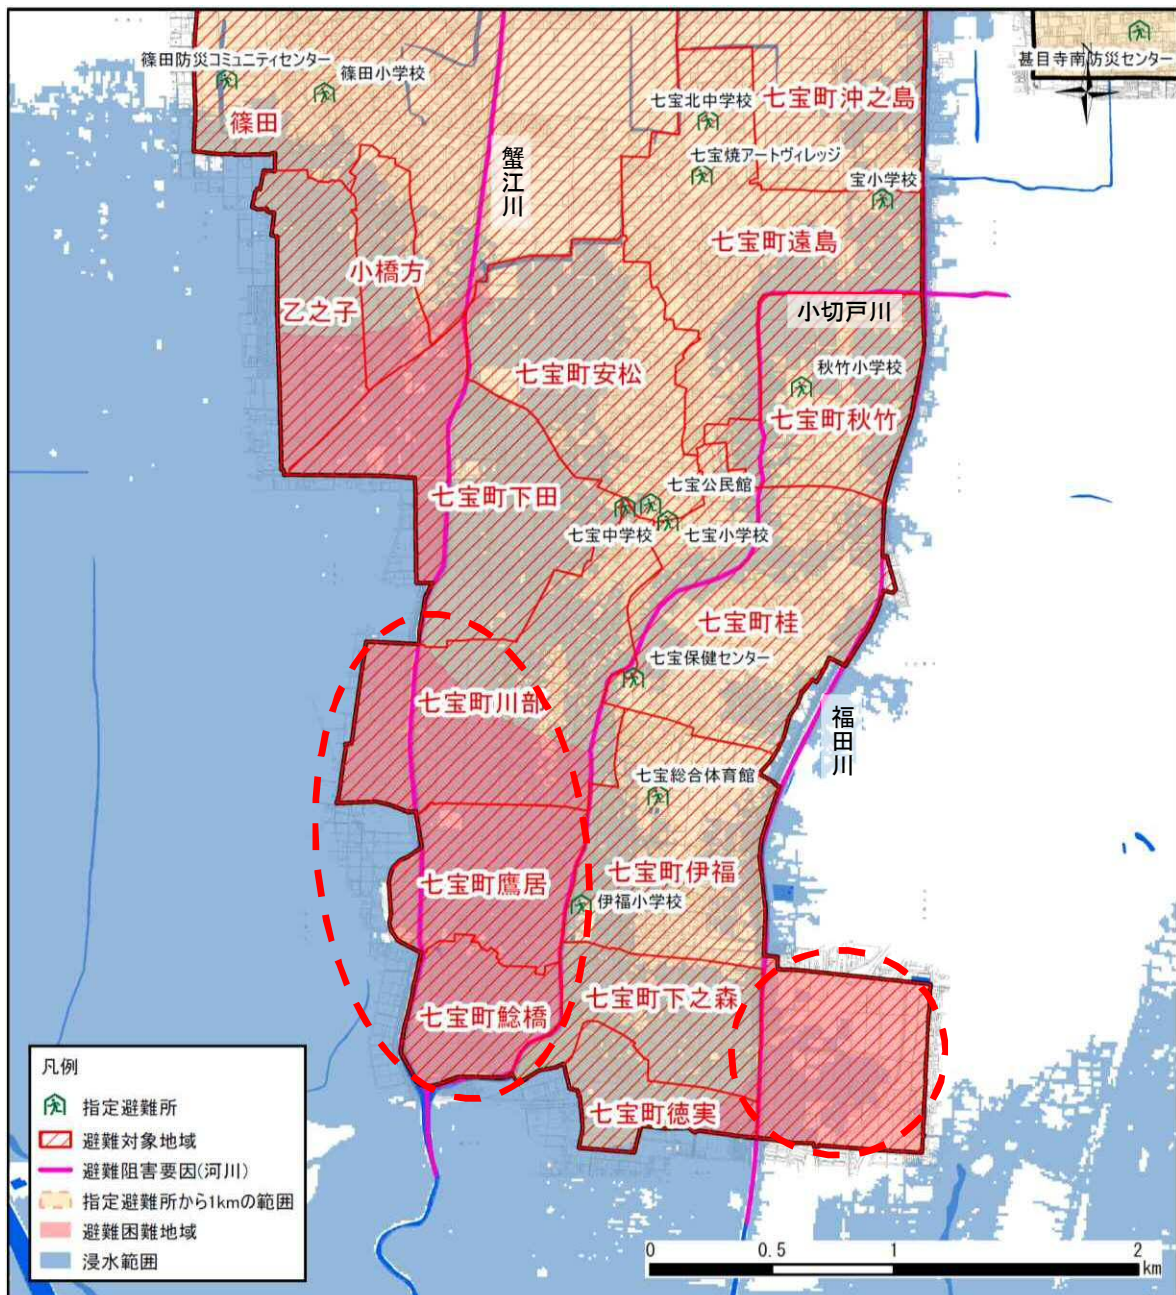 篠田防災コミュニティセンター
篠田小学校
篠田
七宝北中学校
七宝町沖之島
甚目寺南防災センター
七宝焼アートヴィレッジ
宝小学校
蟹江川
七宝町遠島
小橋方
乙之子
小切戸川
七宝町安松
秋竹小学校
七宝町秋竹
七宝町下田
七宝公民館
七宝中学校
七宝小学校
七宝町桂
七宝保健センター
七宝町川部
福田川
七宝総合体育館
七宝町鷹居
七宝町伊福
伊福小学校
七宝町鯰橋
七宝町下之森
七宝町徳実
凡例
指定避難所
避難対象地域
避難阻害要因(河川)
指定避難所から1kmの範囲
避難困難地域
浸水範囲
0 0.5 1 2
km